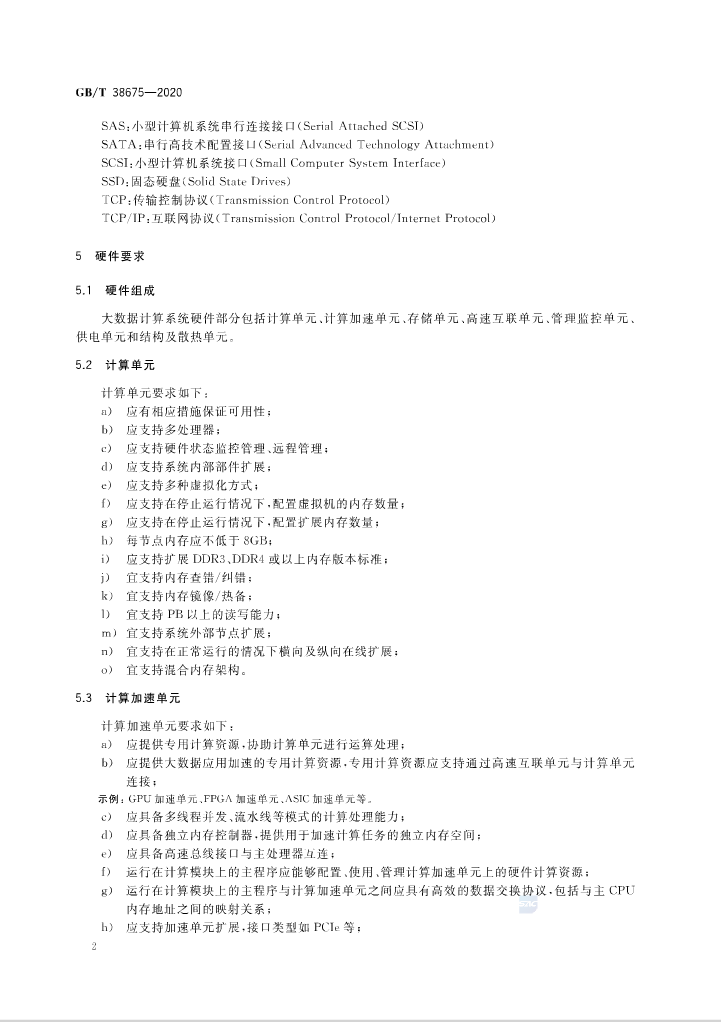 GB/T 38675—2020
SAS:小型计算机系统串行连接接口(Serial Attached SCSI)
SATA:串行高技术配置接口(Serial Advanced Technology Attachment)
SCSI:小型计算机系统接口(Small Computer System Interface)
SSD:固态硬盘(Solid State Drives)
TCP:传输控制协议(Transmission Control Protocol)
TCP/IP:互联网协议(Transmission Control Protocol/Internet Protocol)
5 硬件要求
5.1 硬件组成
大数据计算系统硬件部分包括计算单元、计算加速单元、存储单元、高速互联单元、管理监控单元、
供电单元和结构及散热单元。
5.2 计算单元
计算单元要求如下:
a) 应有相应措施保证可用性;
b) 应支持多处理器;
c) 应支持硬件状态监控管理、远程管理;
d) 应支持系统内部部件扩展;
e) 应支持多种虚拟化方式;
f) 应支持在停止运行情况下,配置虚拟机的内存数量;
g) 应支持在停止运行情况下,配置扩展内存数量;
h) 每节点内存应不低于 8GB;
i) 应支持扩展 DDR3、DDR4 或以上内存版本标准;
j) 宜支持内存查错/纠错;
k) 宜支持内存镜像/热备;
l) 宜支持 PB 以上的读写能力;
m) 宜支持系统外部节点扩展;
n) 宜支持在正常运行的情况下横向及纵向在线扩展;
o) 宜支持混合内存架构。
5.3 计算加速单元
计算加速单元要求如下:
a) 应提供专用计算资源,协助计算单元进行运算处理;
b) 应提供大数据应用加速的专用计算资源,专用计算资源应支持通过高速互联单元与计算单元
连接;
示例:GPU 加速单元、FPGA 加速单元、ASIC 加速单元等。
c) 应具备多线程并发、流水线等模式的计算处理能力;
d) 应具备独立内存控制器,提供用于加速计算任务的独立内存空间;
e) 应具备高速总线接口与主处理器互连;
f) 运行在计算模块上的主程序应能够配置、使用、管理计算加速单元上的硬件计算资源;
g) 运行在计算模块上的主程序与计算加速单元之间应具有高效的数据交换协议,包括与主 CPU
内存地址之间的映射关系;
SAC
h) 应支持加速单元扩展,接口类型如 PCIe 等;
2